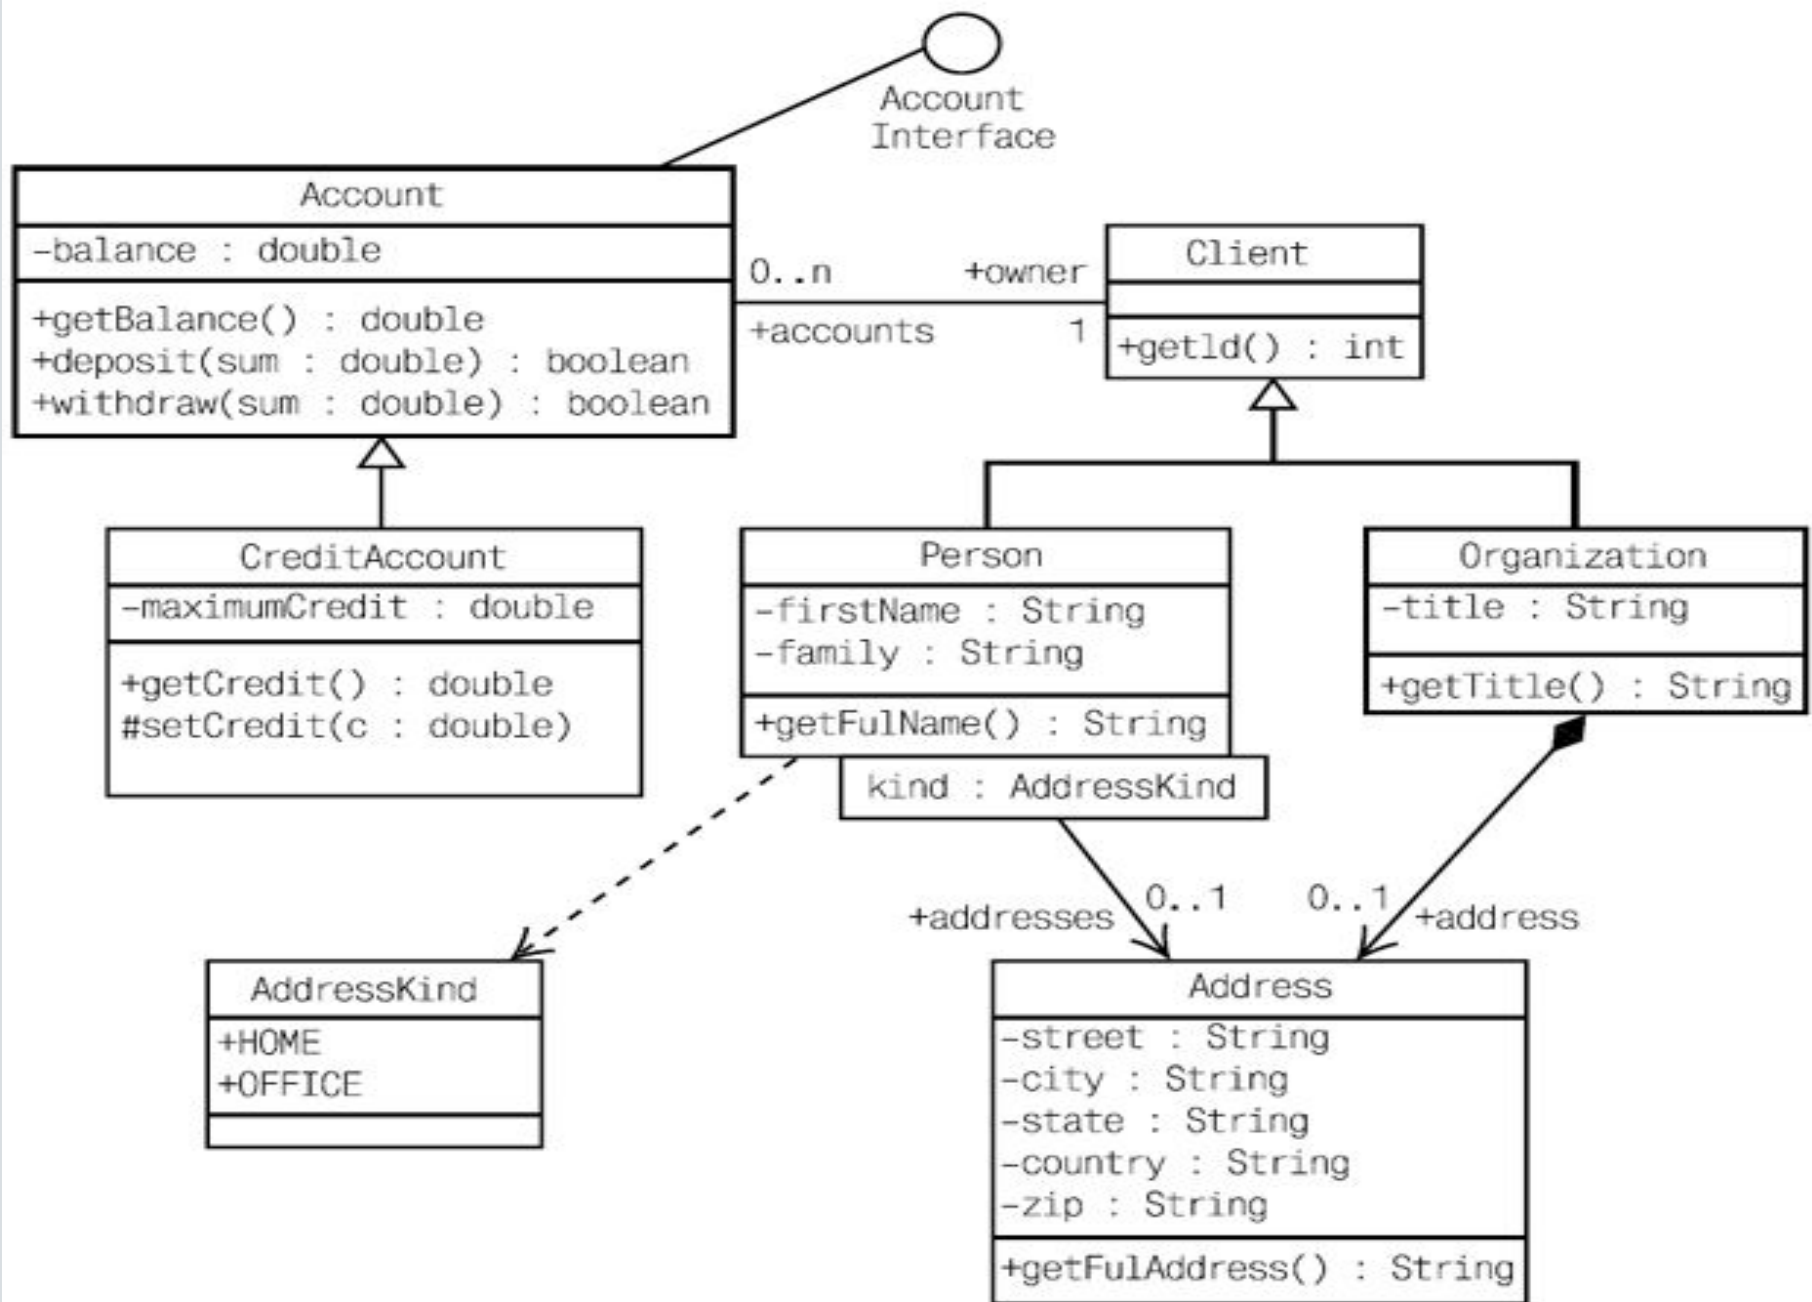 Account
Interface
Account
-balance : double
+getBalance() : double
+deposit(sum : double) : boolean
+withdraw(sum : double) : boolean
0..n
+owner
+accounts
1
Client
+getld() : int
CreditAccount
-maximumCredit : double
+getCredit() : double
#setCredit(c : double)
Person
-firstName : String
-family : String
+getFulName() : String
kind : AddressKind
Organization
-title : String
+getTitle() : String
+addresses
0..1
0..1
+address
AddressKind
+HOME
+OFFICE
Address
-street : String
-city : String
-state : String
-country : String
-zip : String
+getFulAddress() : String